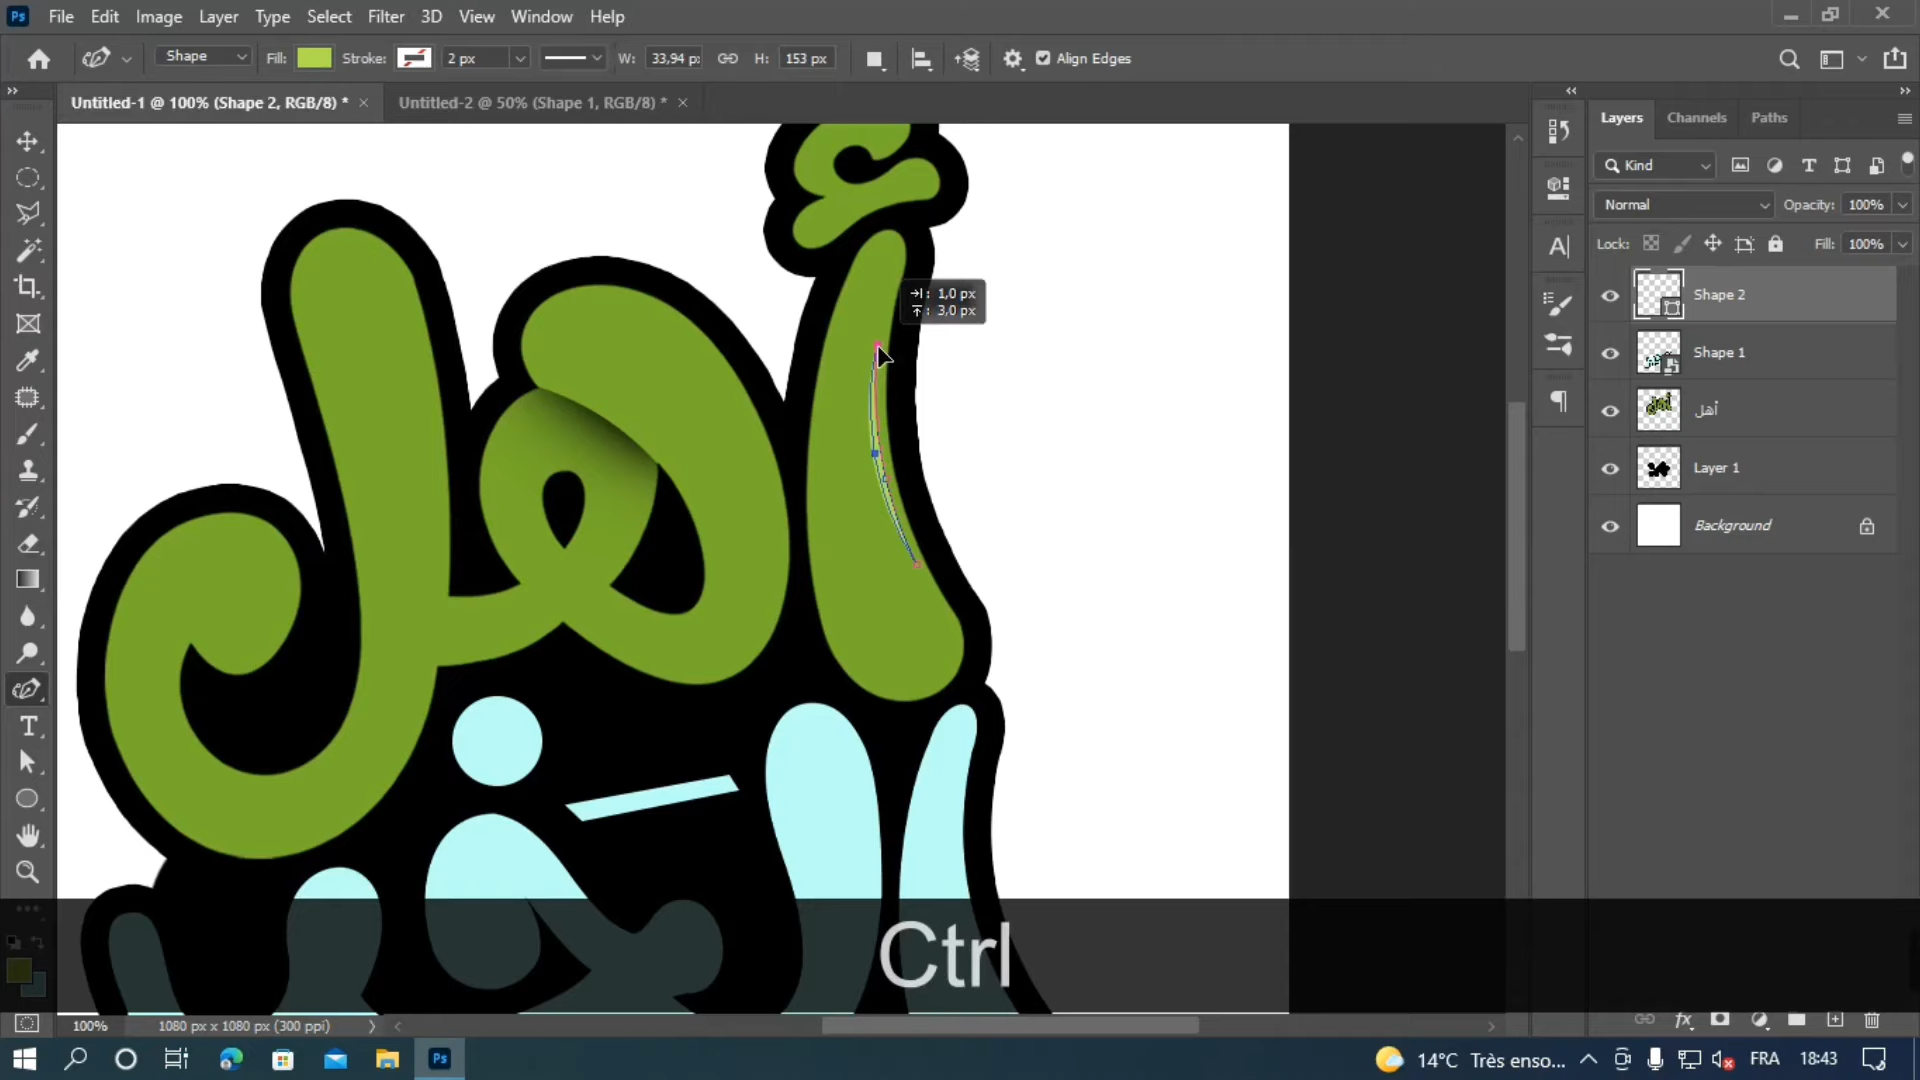 File Edit Image Layer Type Select Filter 3D View Window Help
Shape Fill: Stroke: 2 px W: 33,94 p: H: 153 px Align Edges
Untitled-1 @ 100% (Shape 2, RGB/8) * Untitled-2 @ 50% (Shape 1, RGB/8) *
Layers Channels Paths
Kind
Normal Opacity: 100%
Lock: Fill: 100%
Shape 2
Shape 1
أهل
Layer 1
Background
1,0 px
3,0 px
أهل
Ctrl
100% 1080 px x 1080 px (300 ppi)
14°C Très enso... FRA 18:43